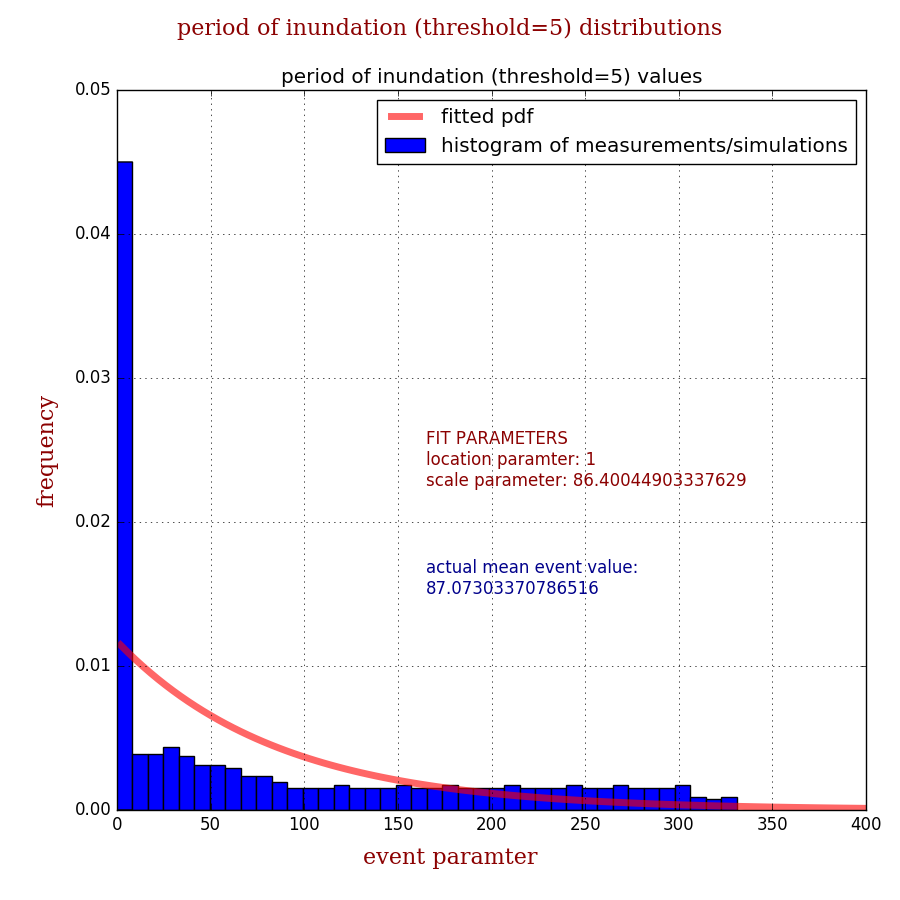 period of inundation (threshold=5) distributions
period of inundation (threshold=5) values
fitted pdf
histogram of measurements/simulations
0.05
0.04
0.03
0.02
0.01
0.00
frequency
FIT PARAMETERS
location paramter: 1
scale parameter: 86.40044903337629
actual mean event value:
87.07303370786516
0 50 100 150 200 250 300 350 400
event paramter